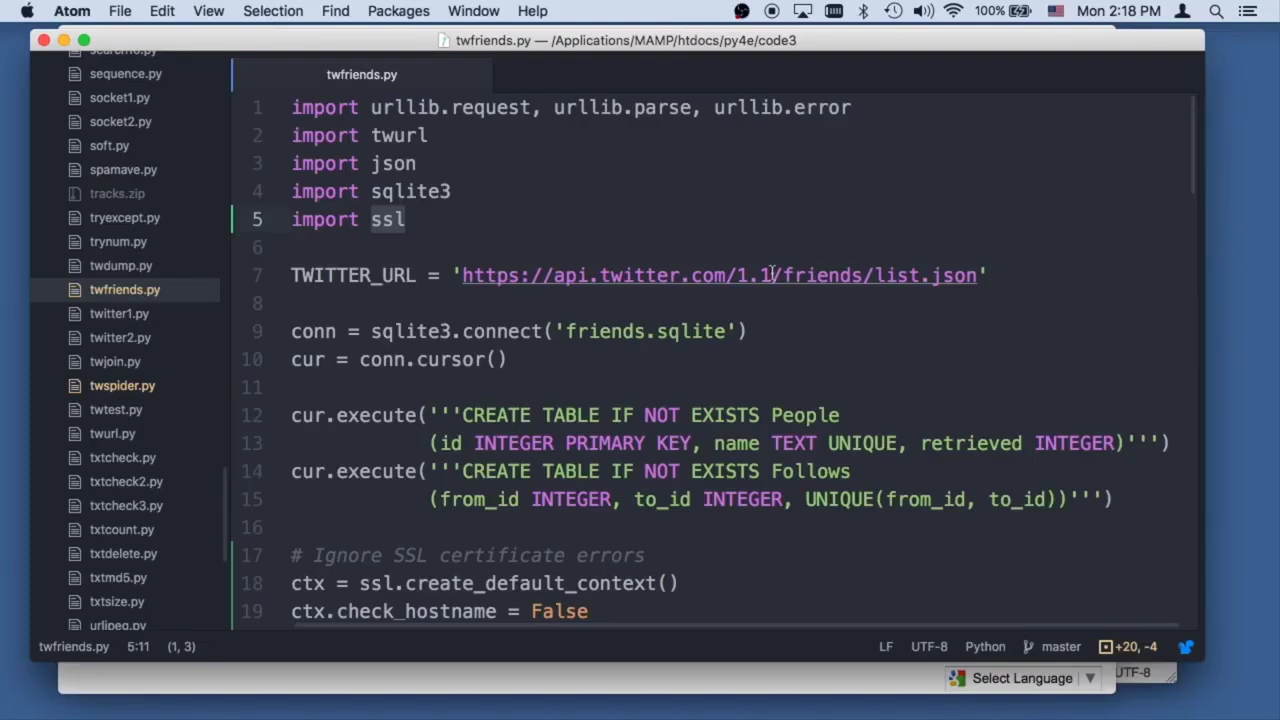 Atom File Edit View Selection Find Packages Window Help 100% Mon 2:18 PM
twfriends.py — /Applications/MAMP/htdocs/py4e/code3
sequence.py
socket1.py
socket2.py
soft.py
spamave.py
tracks.zip
tryexcept.py
trynum.py
twdump.py
twfriends.py
twitter1.py
twitter2.py
twjoin.py
twspider.py
twtest.py
twurl.py
txtcheck.py
txtcheck2.py
txtcheck3.py
txtcount.py
txtdelete.py
txtmd5.py
txtsize.py
twfriends.py
1 import urllib.request, urllib.parse, urllib.error
2 import twurl
3 import json
4 import sqlite3
5 import ssl
6
7 TWITTER_URL = 'https://api.twitter.com/1.1/friends/list.json'
8
9 conn = sqlite3.connect('friends.sqlite')
10 cur = conn.cursor()
11
12 cur.execute('''CREATE TABLE IF NOT EXISTS People
13 (id INTEGER PRIMARY KEY, name TEXT UNIQUE, retrieved INTEGER)''')
14 cur.execute('''CREATE TABLE IF NOT EXISTS Follows
15 (from_id INTEGER, to_id INTEGER, UNIQUE(from_id, to_id))''')
16
17 # Ignore SSL certificate errors
18 ctx = ssl.create_default_context()
19 ctx.check_hostname = False
twfriends.py 5:11 (1, 3) LF UTF-8 Python master +20, -4
Select Language ▼ UTF-8